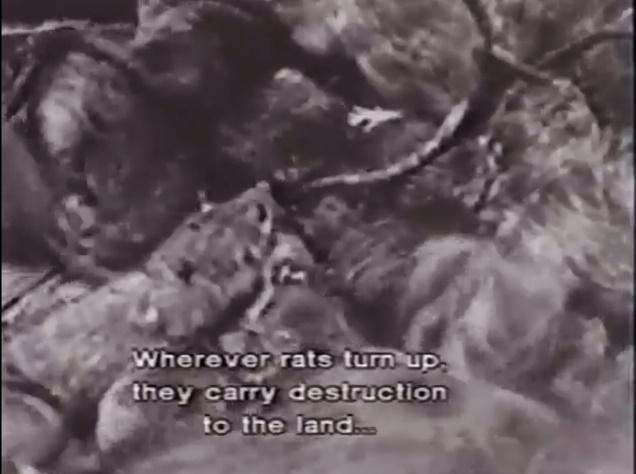 Wherever rats turn up,
they carry destruction
to the land...